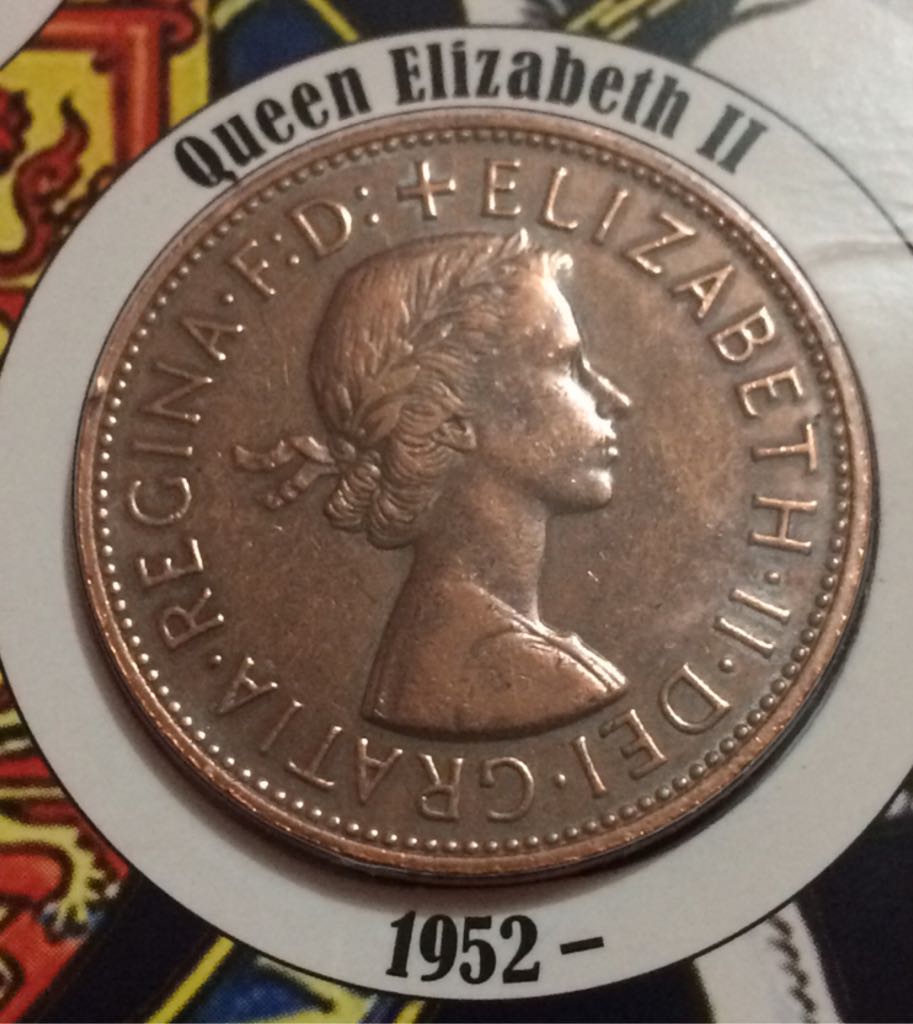 Queen Elizabeth II
+ ELIZABETH·II·DEI·GRATIA·REGINA·F:D:
1952 –